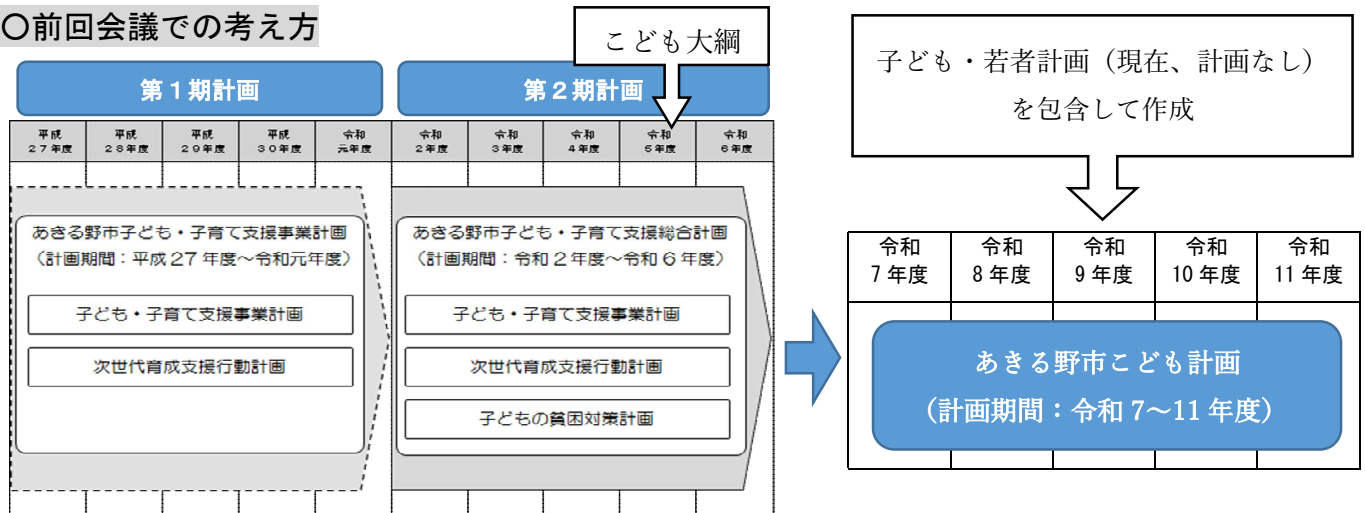 〇前回会議での考え方
こども大綱
第1期計画
第2期計画
平成
27年度
平成
28年度
平成
29年度
平成
30年度
令和
元年度
令和
2年度
令和
3年度
令和
4年度
令和
5年度
令和
6年度
あきる野市子ども・子育て支援事業計画
（計画期間：平成27年度～令和元年度）
子ども・子育て支援事業計画
次世代育成支援行動計画
あきる野市子ども・子育て支援総合計画
（計画期間：令和2年度～令和6年度）
子ども・子育て支援事業計画
次世代育成支援行動計画
子どもの貧困対策計画
子ども・若者計画（現在、計画なし）
を包含して作成
令和
7年度
令和
8年度
令和
9年度
令和
10年度
令和
11年度
あきる野市こども計画
（計画期間：令和7～11年度）